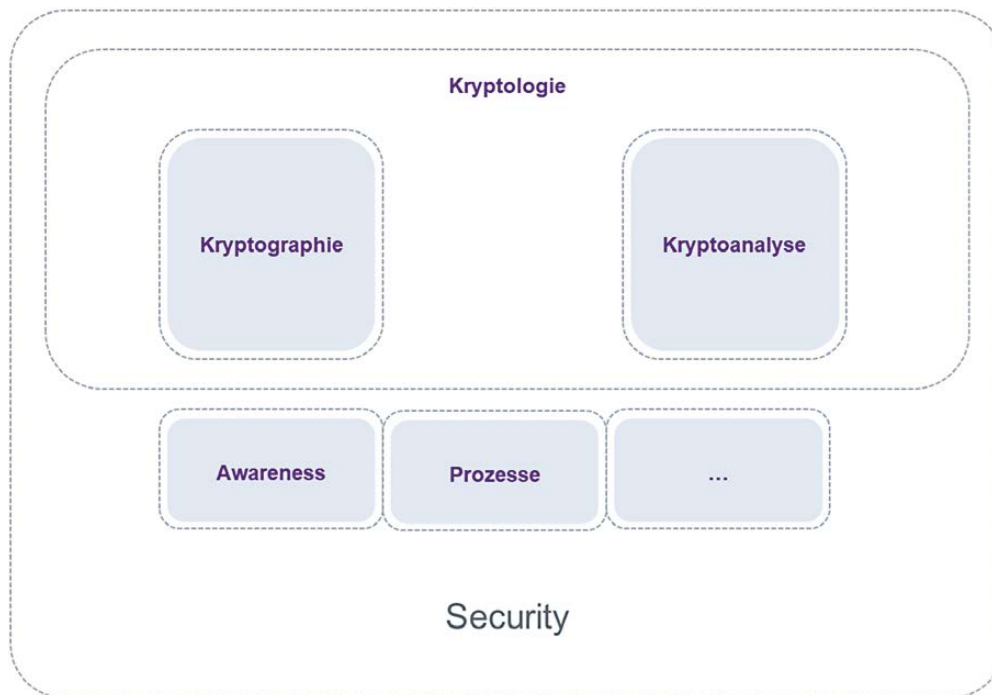 Kryptologie
Kryptographie
Kryptoanalyse
Awareness
Prozesse
...
Security